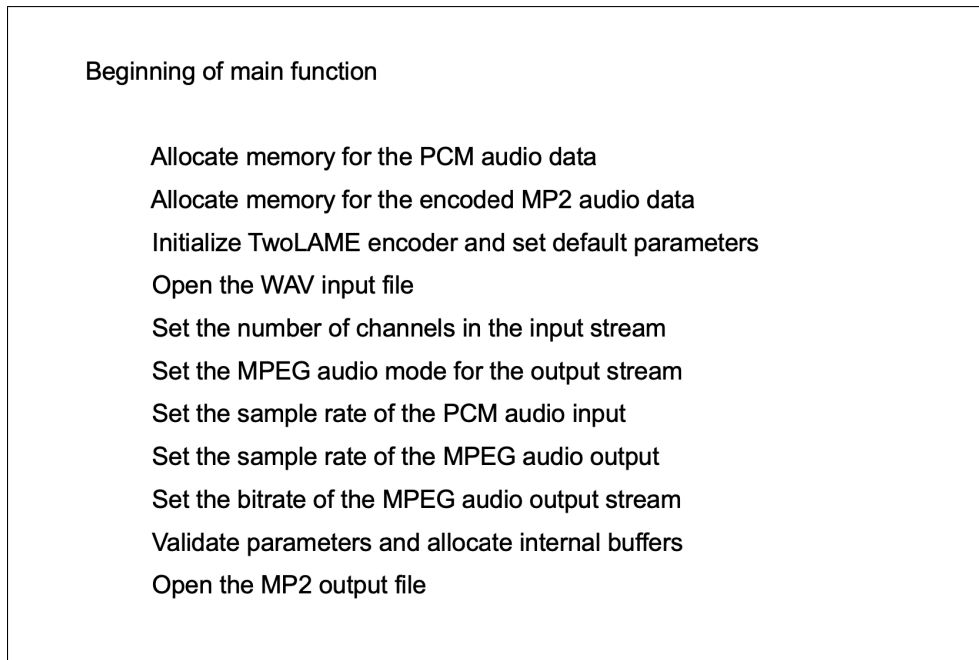 Beginning of main function
Allocate memory for the PCM audio data
Allocate memory for the encoded MP2 audio data
Initialize TwoLAME encoder and set default parameters
Open the WAV input file
Set the number of channels in the input stream
Set the MPEG audio mode for the output stream
Set the sample rate of the PCM audio input
Set the sample rate of the MPEG audio output
Set the bitrate of the MPEG audio output stream
Validate parameters and allocate internal buffers
Open the MP2 output file